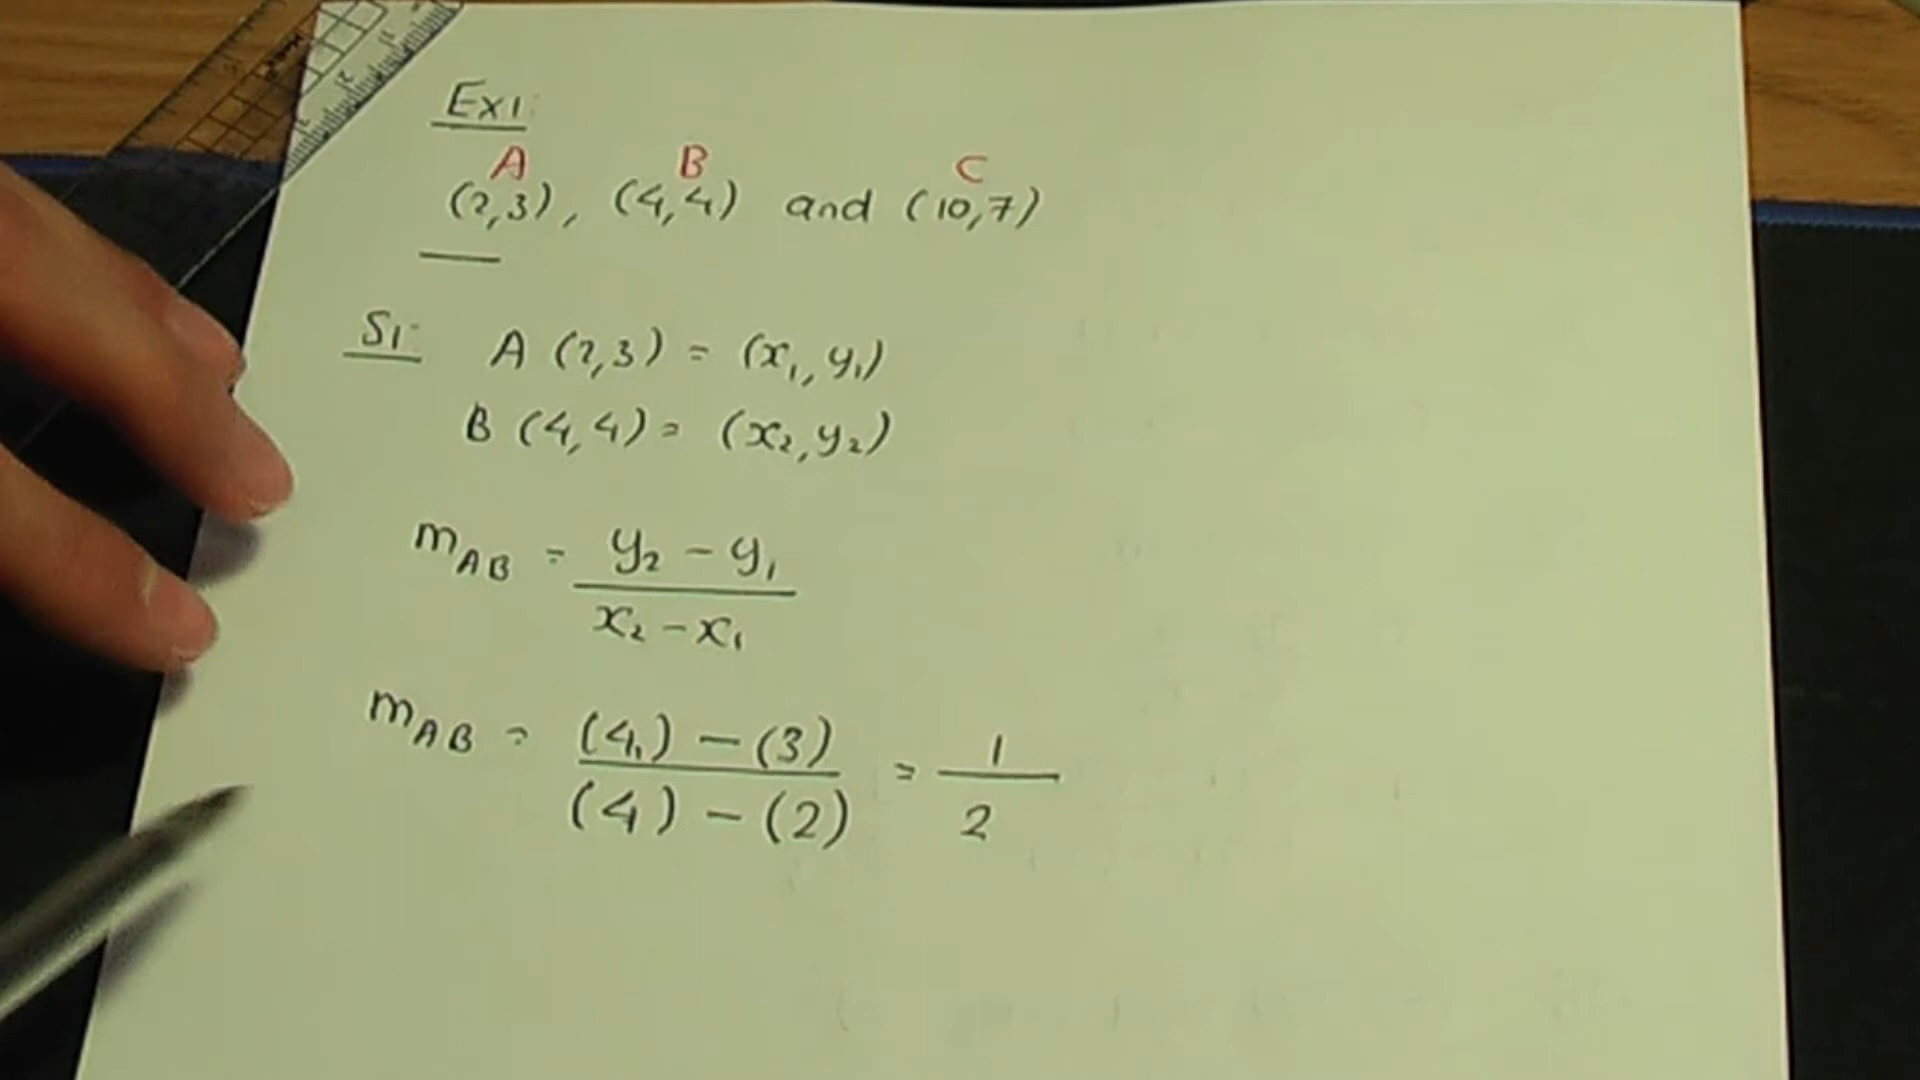 Ex1:
A B C
(2,3), (4,4) and (10,7)
S1: A (2,3) = (x₁, y₁)
B (4,4) = (x₂, y₂)
m_AB = y₂ - y₁
x₂ - x₁
m_AB = (4) - (3) = 1
(4) - (2) 2